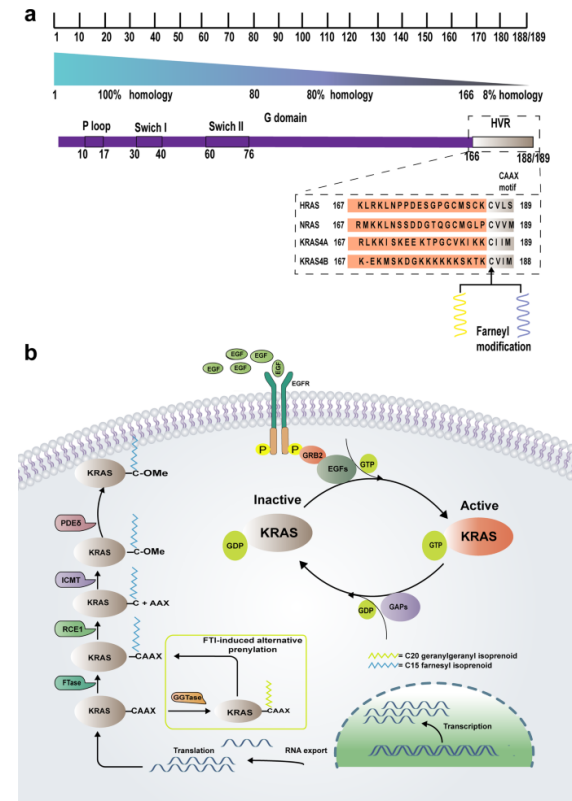 a
1 10 20 30 40 50 60 70 80 90 100 110 120 130 140 150 160 170 180 188/189
1 100% homology 80 80% homology 166 8% homology
G domain
P loop Swich I Swich II HVR
10 17 30 40 60 76 166 188/189
CAAX
motif
HRAS 167 KLRKLNPPDESGPGCMSCK CVLS 189
NRAS 167 RMKKLNSSDDGTQGCMGLP CVVM 189
KRAS4A 167 RLKKISKEEKTPGCVKIKK CIIM 189
KRAS4B 167 K-EKMSKDGKKKKKKSKTK CVIM 188
Farneyl
modification
b
EGF EGF EGF
EGF EGF EGF
EGFR
P P
GRB2
EGFs GTP
KRAS C-OMe
Inactive Active
PDEδ
KRAS KRAS
GDP GTP
KRAS C-OMe
ICMT
KRAS C + AAX
GDP GAPs
RCE1
FTI-induced alternative
prenylation
KRAS CAAX
= C20 geranylgeranyl isoprenoid
= C15 farnesyl isoprenoid
FTase
GGTase
KRAS CAAX KRAS CAAX
Transcription
Translation RNA export